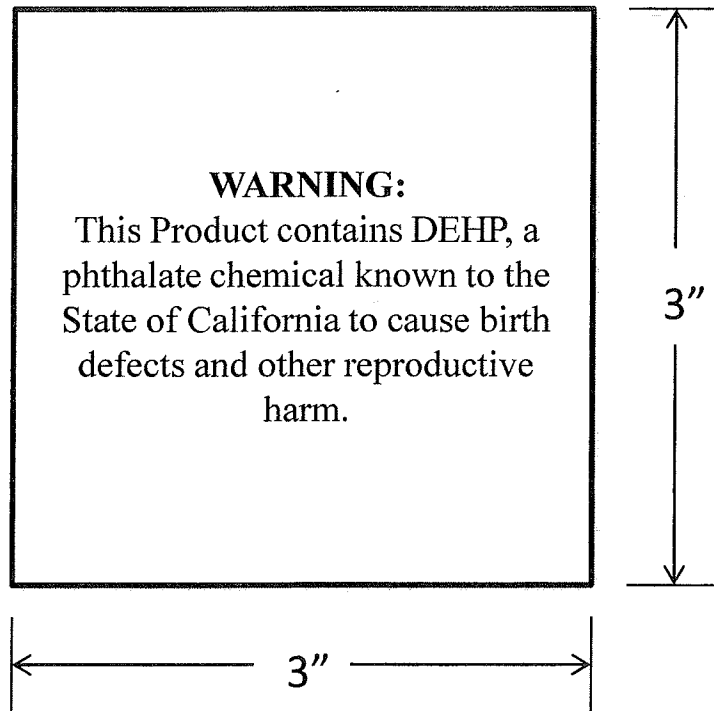 WARNING:
This Product contains DEHP, a
phthalate chemical known to the
State of California to cause birth
defects and other reproductive
harm.
3”
3”